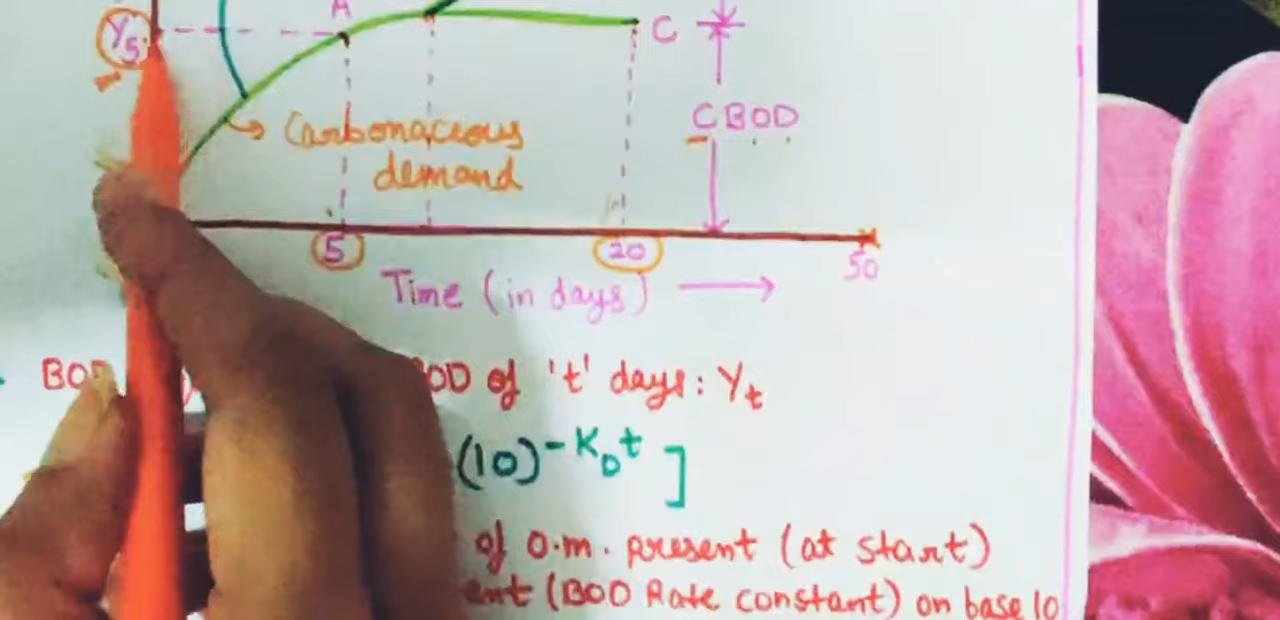 A
Y5
C
CBOD
Carbonaceous
demand
5
20
50
Time (in days)
BOD of 't' days: Yt
(10)-KDt ]
of o.m. present (at start)
(BOD Rate constant) on base 10